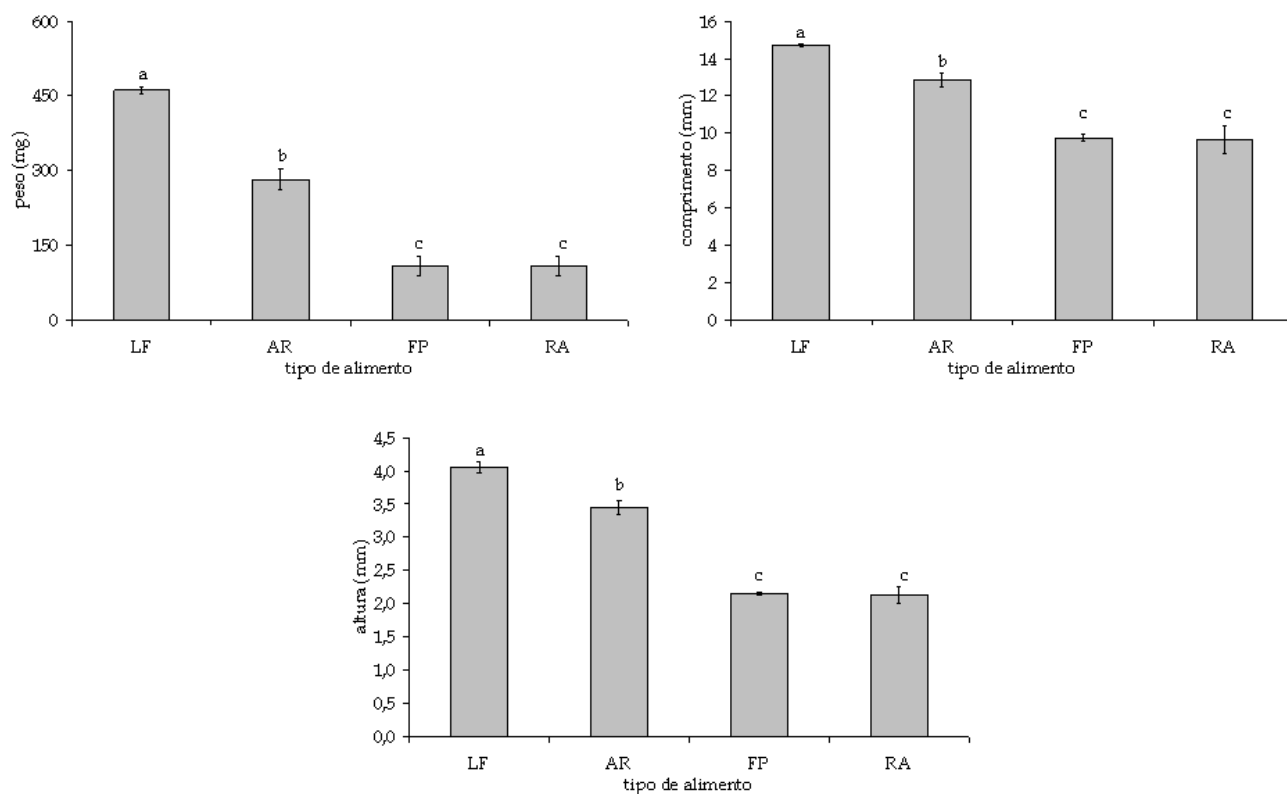 600
450
300
150
0
peso (mg)
a
b
c
c
LF AR FP RA
tipo de alimento
16
14
12
10
8
6
4
2
0
comprimento (mm)
a
b
c
c
LF AR FP RA
tipo de alimento
4,5
4,0
3,5
3,0
2,5
2,0
1,5
1,0
0,5
0,0
altura (mm)
a
b
c
c
LF AR FP RA
tipo de alimento